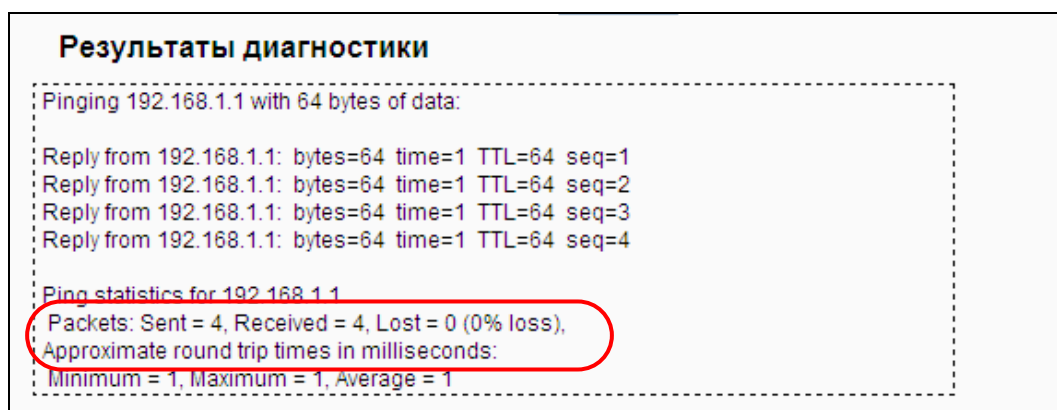 Результаты диагностики
Pinging 192.168.1.1 with 64 bytes of data:
Reply from 192.168.1.1: bytes=64 time=1 TTL=64 seq=1
Reply from 192.168.1.1: bytes=64 time=1 TTL=64 seq=2
Reply from 192.168.1.1: bytes=64 time=1 TTL=64 seq=3
Reply from 192.168.1.1: bytes=64 time=1 TTL=64 seq=4
Ping statistics for 192.168.1.1
Packets: Sent = 4, Received = 4, Lost = 0 (0% loss),
Approximate round trip times in milliseconds:
Minimum = 1, Maximum = 1, Average = 1